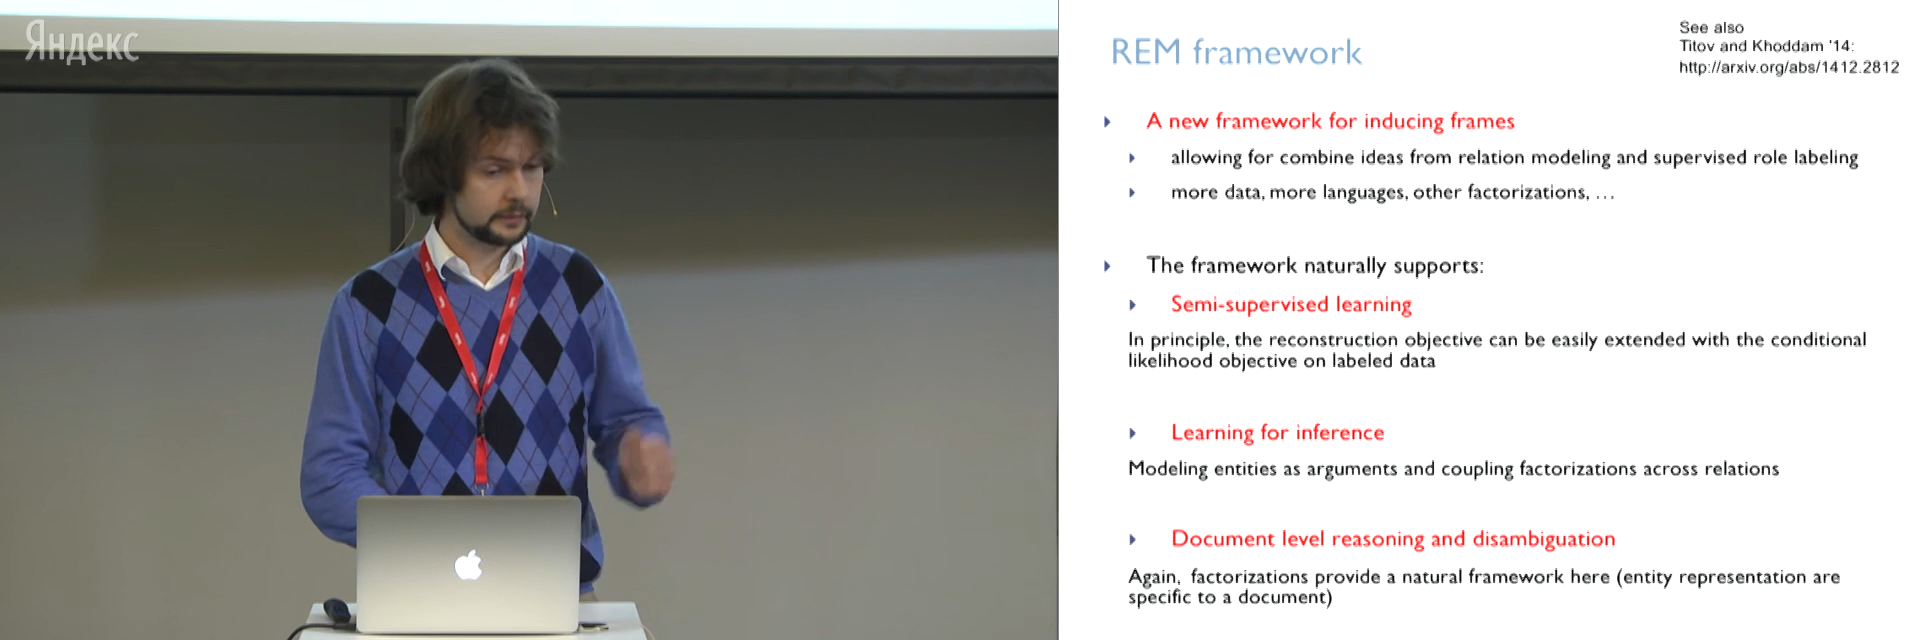 Яндекс
REM framework
See also
Titov and Khoddam '14:
http://arxiv.org/abs/1412.2812
A new framework for inducing frames
allowing for combine ideas from relation modeling and supervised role labeling
more data, more languages, other factorizations, …
The framework naturally supports:
Semi-supervised learning
In principle, the reconstruction objective can be easily extended with the conditional
likelihood objective on labeled data
Learning for inference
Modeling entities as arguments and coupling factorizations across relations
Document level reasoning and disambiguation
Again, factorizations provide a natural framework here (entity representation are
specific to a document)